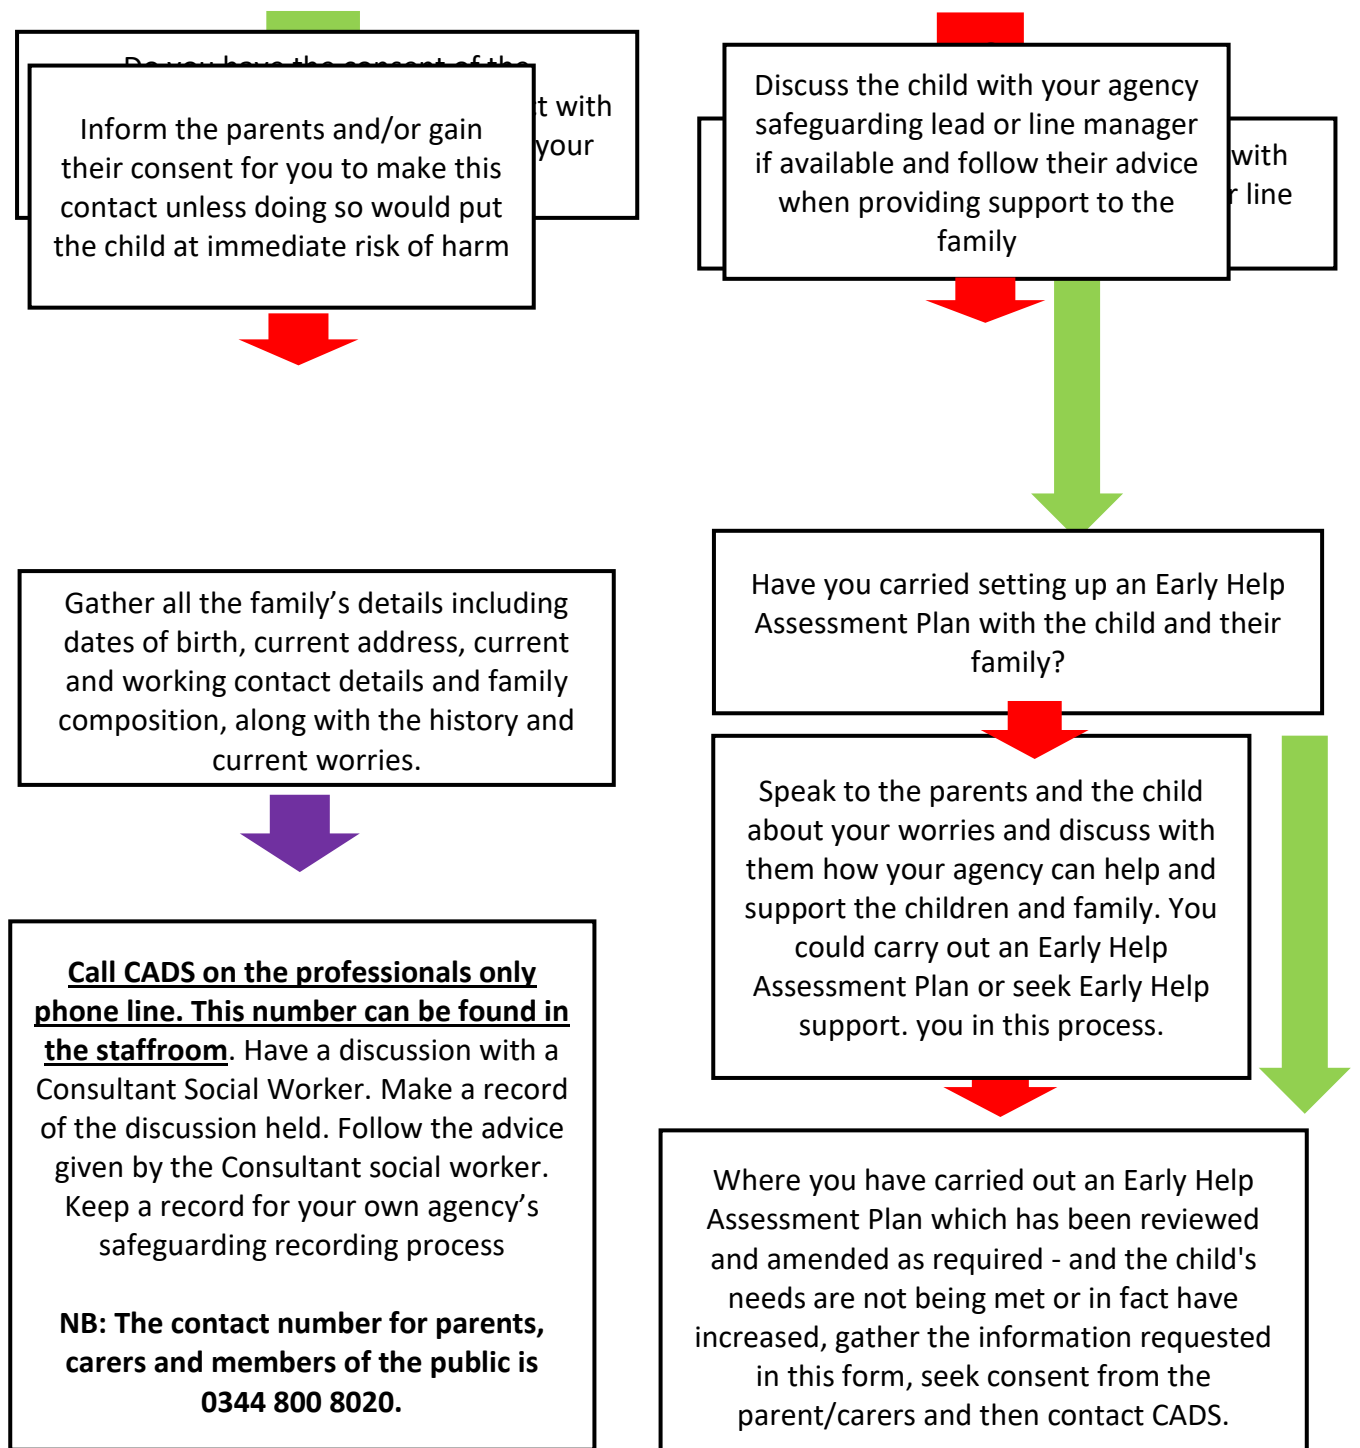 Do you have the consent of the
t with
your
Inform the parents and/or gain
their consent for you to make this
contact unless doing so would put
the child at immediate risk of harm
Discuss the child with your agency
safeguarding lead or line manager
if available and follow their advice
when providing support to the
family
with
line
Gather all the family’s details including
dates of birth, current address, current
and working contact details and family
composition, along with the history and
current worries.
Have you carried setting up an Early Help
Assessment Plan with the child and their
family?
Speak to the parents and the child
about your worries and discuss with
them how your agency can help and
support the children and family. You
could carry out an Early Help
Assessment Plan or seek Early Help
support. you in this process.
Call CADS on the professionals only
phone line. This number can be found in
the staffroom. Have a discussion with a
Consultant Social Worker. Make a record
of the discussion held. Follow the advice
given by the Consultant social worker.
Keep a record for your own agency’s
safeguarding recording process
NB: The contact number for parents,
carers and members of the public is
0344 800 8020.
Where you have carried out an Early Help
Assessment Plan which has been reviewed
and amended as required - and the child's
needs are not being met or in fact have
increased, gather the information requested
in this form, seek consent from the
parent/carers and then contact CADS.